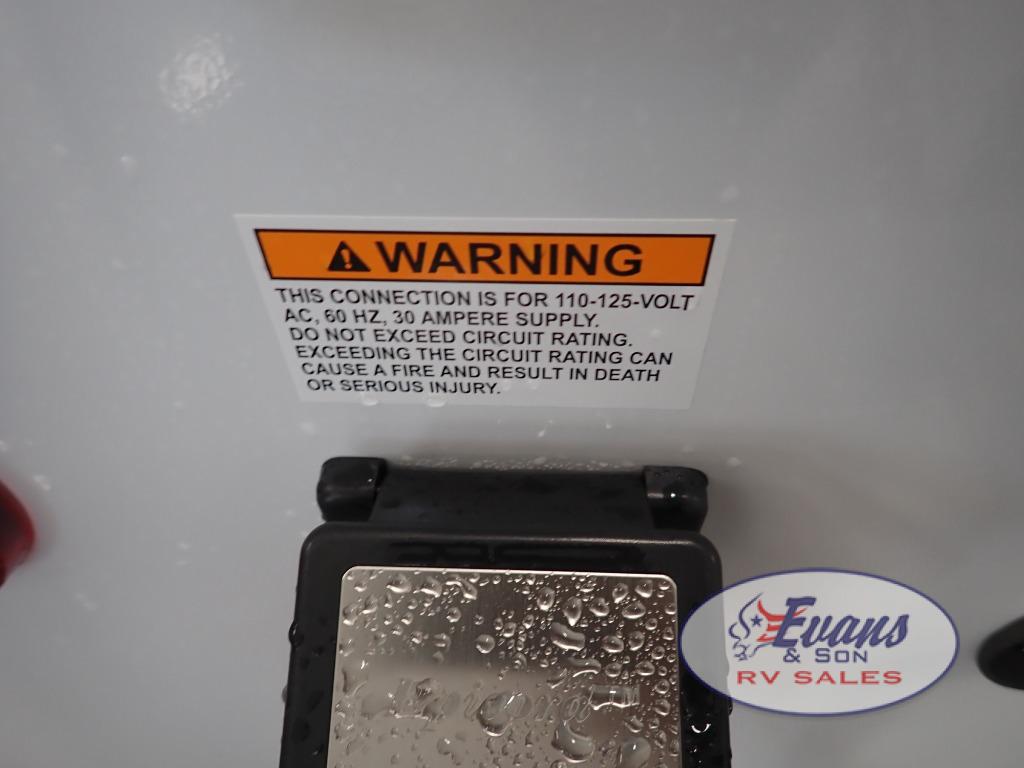 WARNING
THIS CONNECTION IS FOR 110-125-VOLT
AC, 60 HZ, 30 AMPERE SUPPLY.
DO NOT EXCEED CIRCUIT RATING.
EXCEEDING THE CIRCUIT RATING CAN
CAUSE A FIRE AND RESULT IN DEATH
OR SERIOUS INJURY.
Evans
& SON
RV SALES